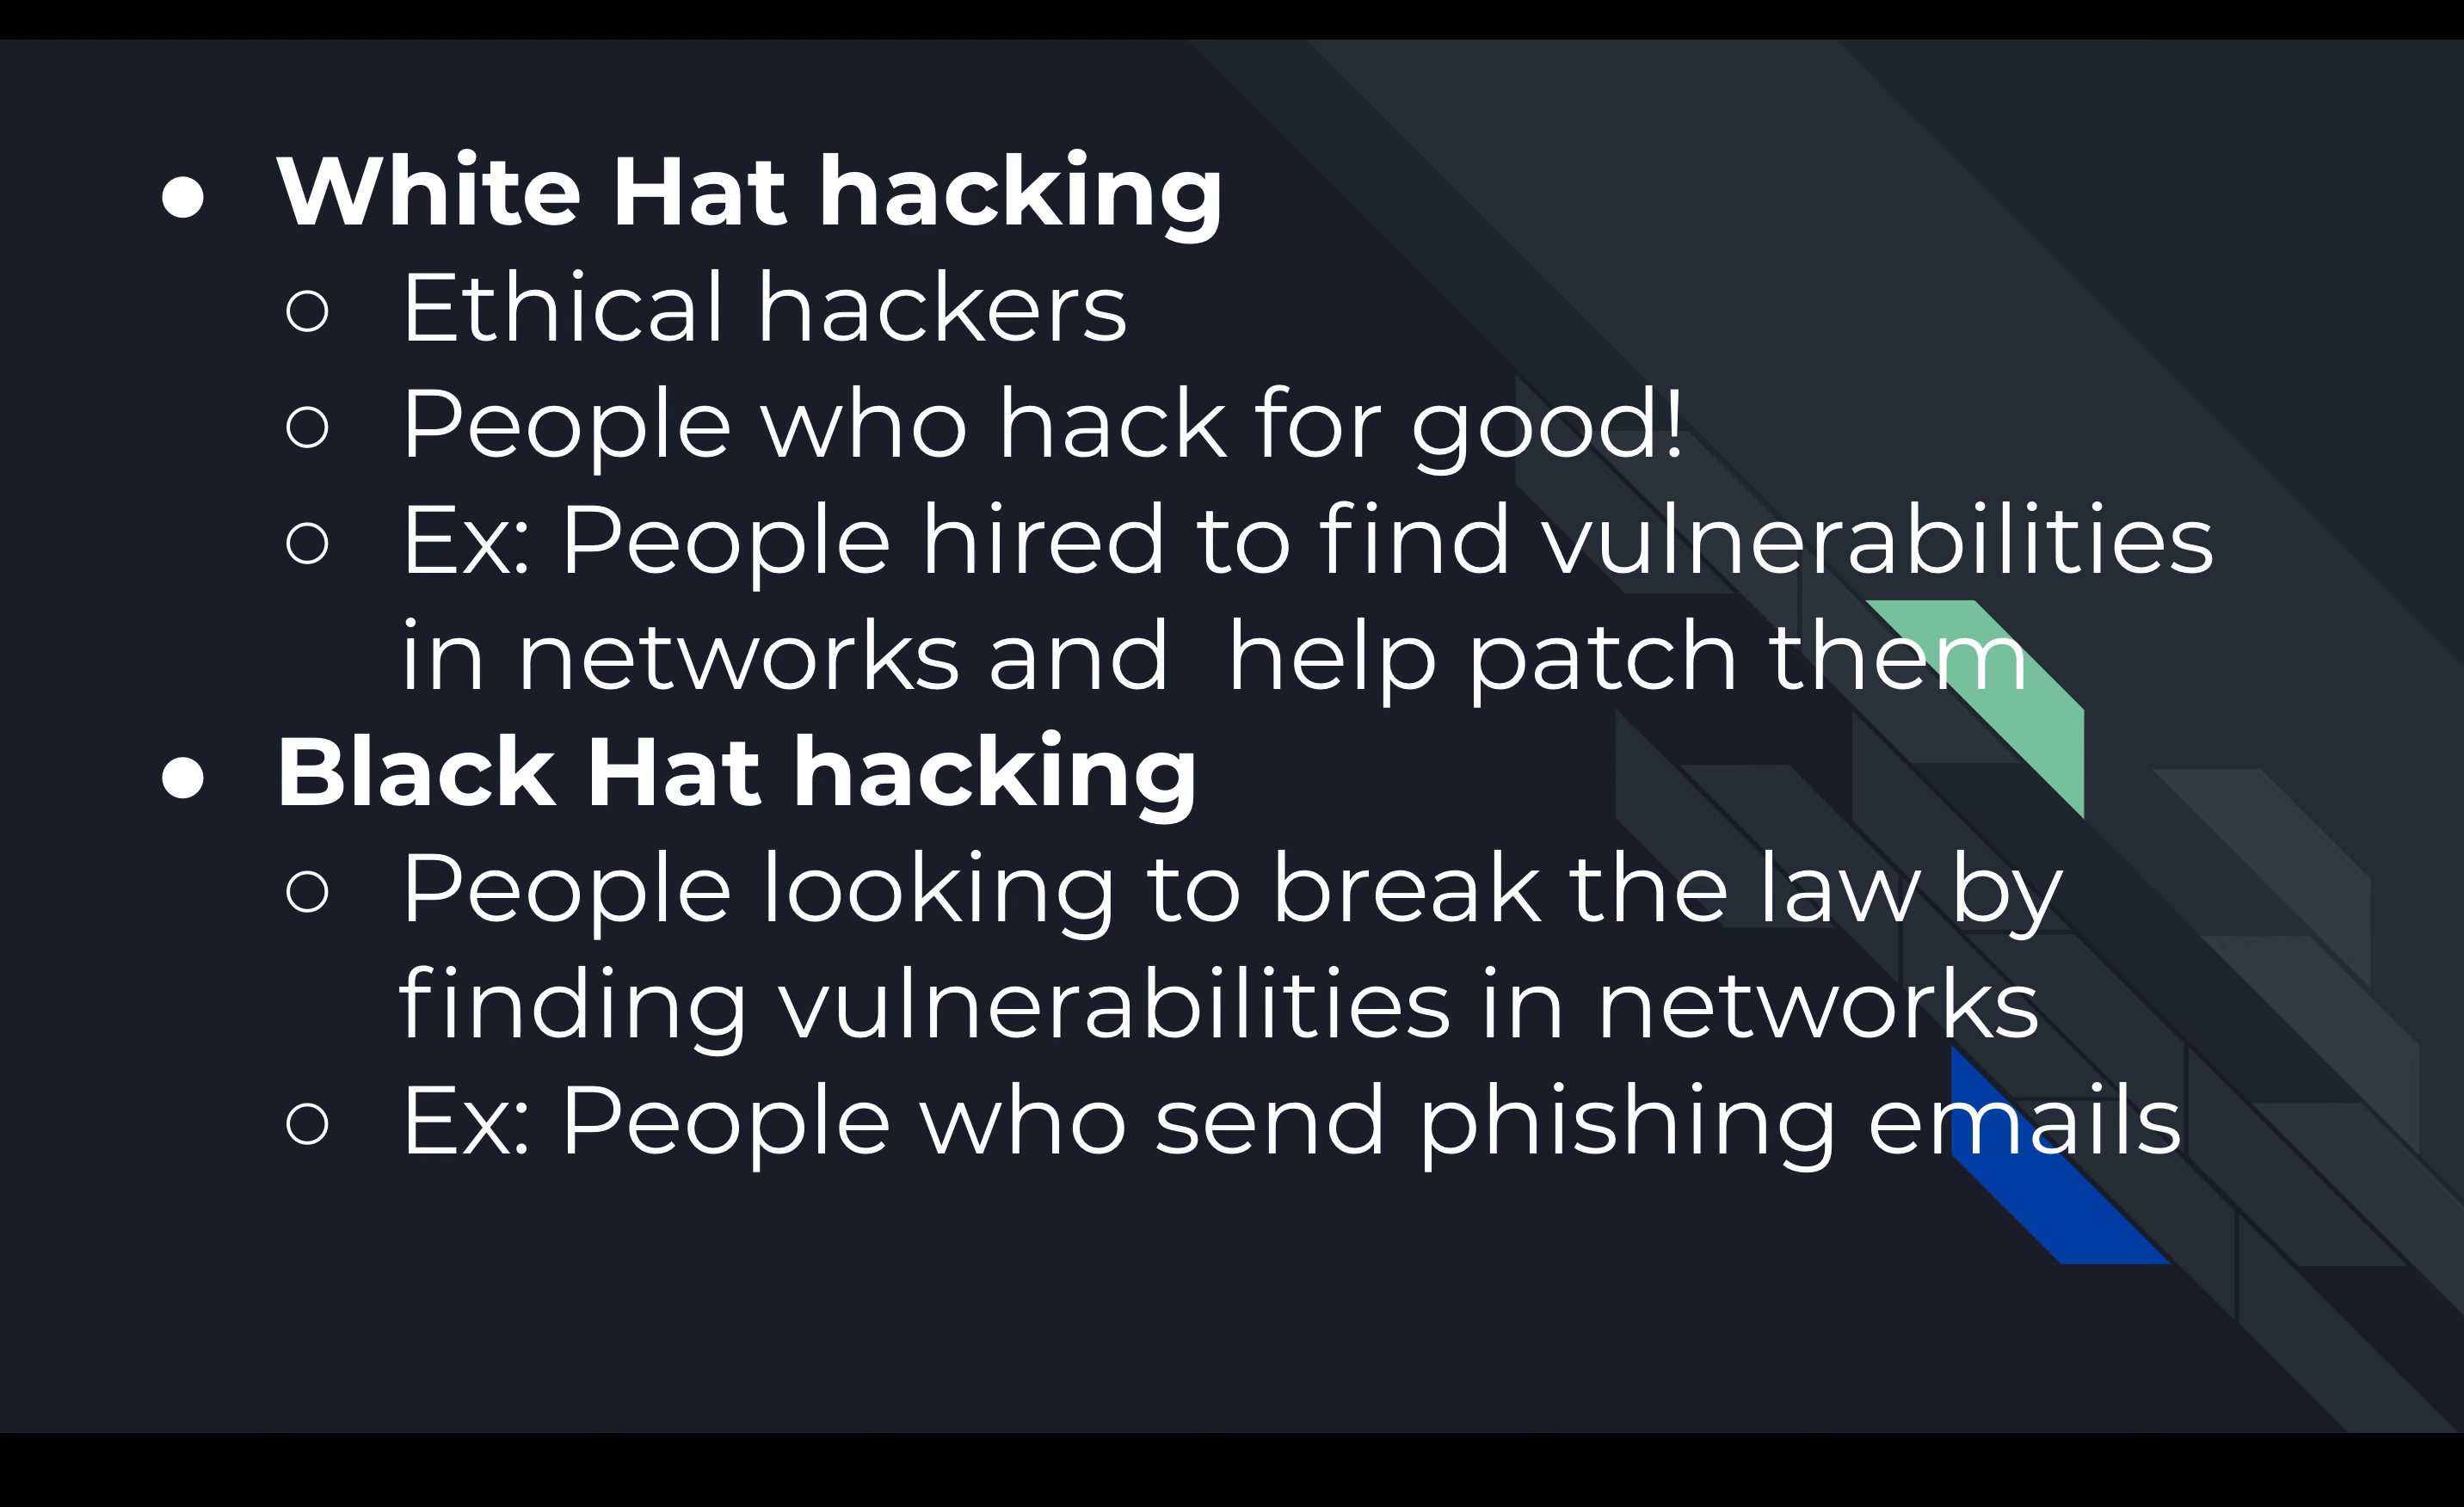 ● White Hat hacking
○ Ethical hackers
○ People who hack for good!
○ Ex: People hired to find vulnerabilities
in networks and  help patch them
● Black Hat hacking
○ People looking to break the law by
finding vulnerabilities in networks
○ Ex: People who send phishing emails